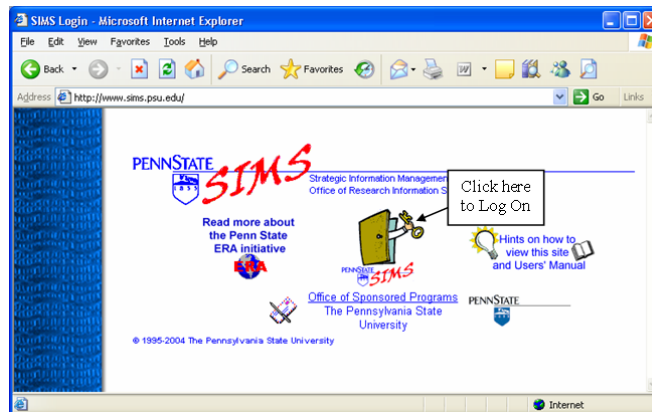 SIMS Login - Microsoft Internet Explorer
File Edit View Favorites Tools Help
Back Search Favorites
Address http://www.sims.psu.edu/ Go Links
PENNSTATE
1855
SIMS
Strategic Information Management
Office of Research Information S
Click here
to Log On
Read more about
the Penn State
ERA initiative
ERA
PENNSTATE
SIMS
Hints on how to
view this site
and Users' Manual
Office of Sponsored Programs
The Pennsylvania State
University
PENNSTATE
© 1995-2004 The Pennsylvania State University
Internet